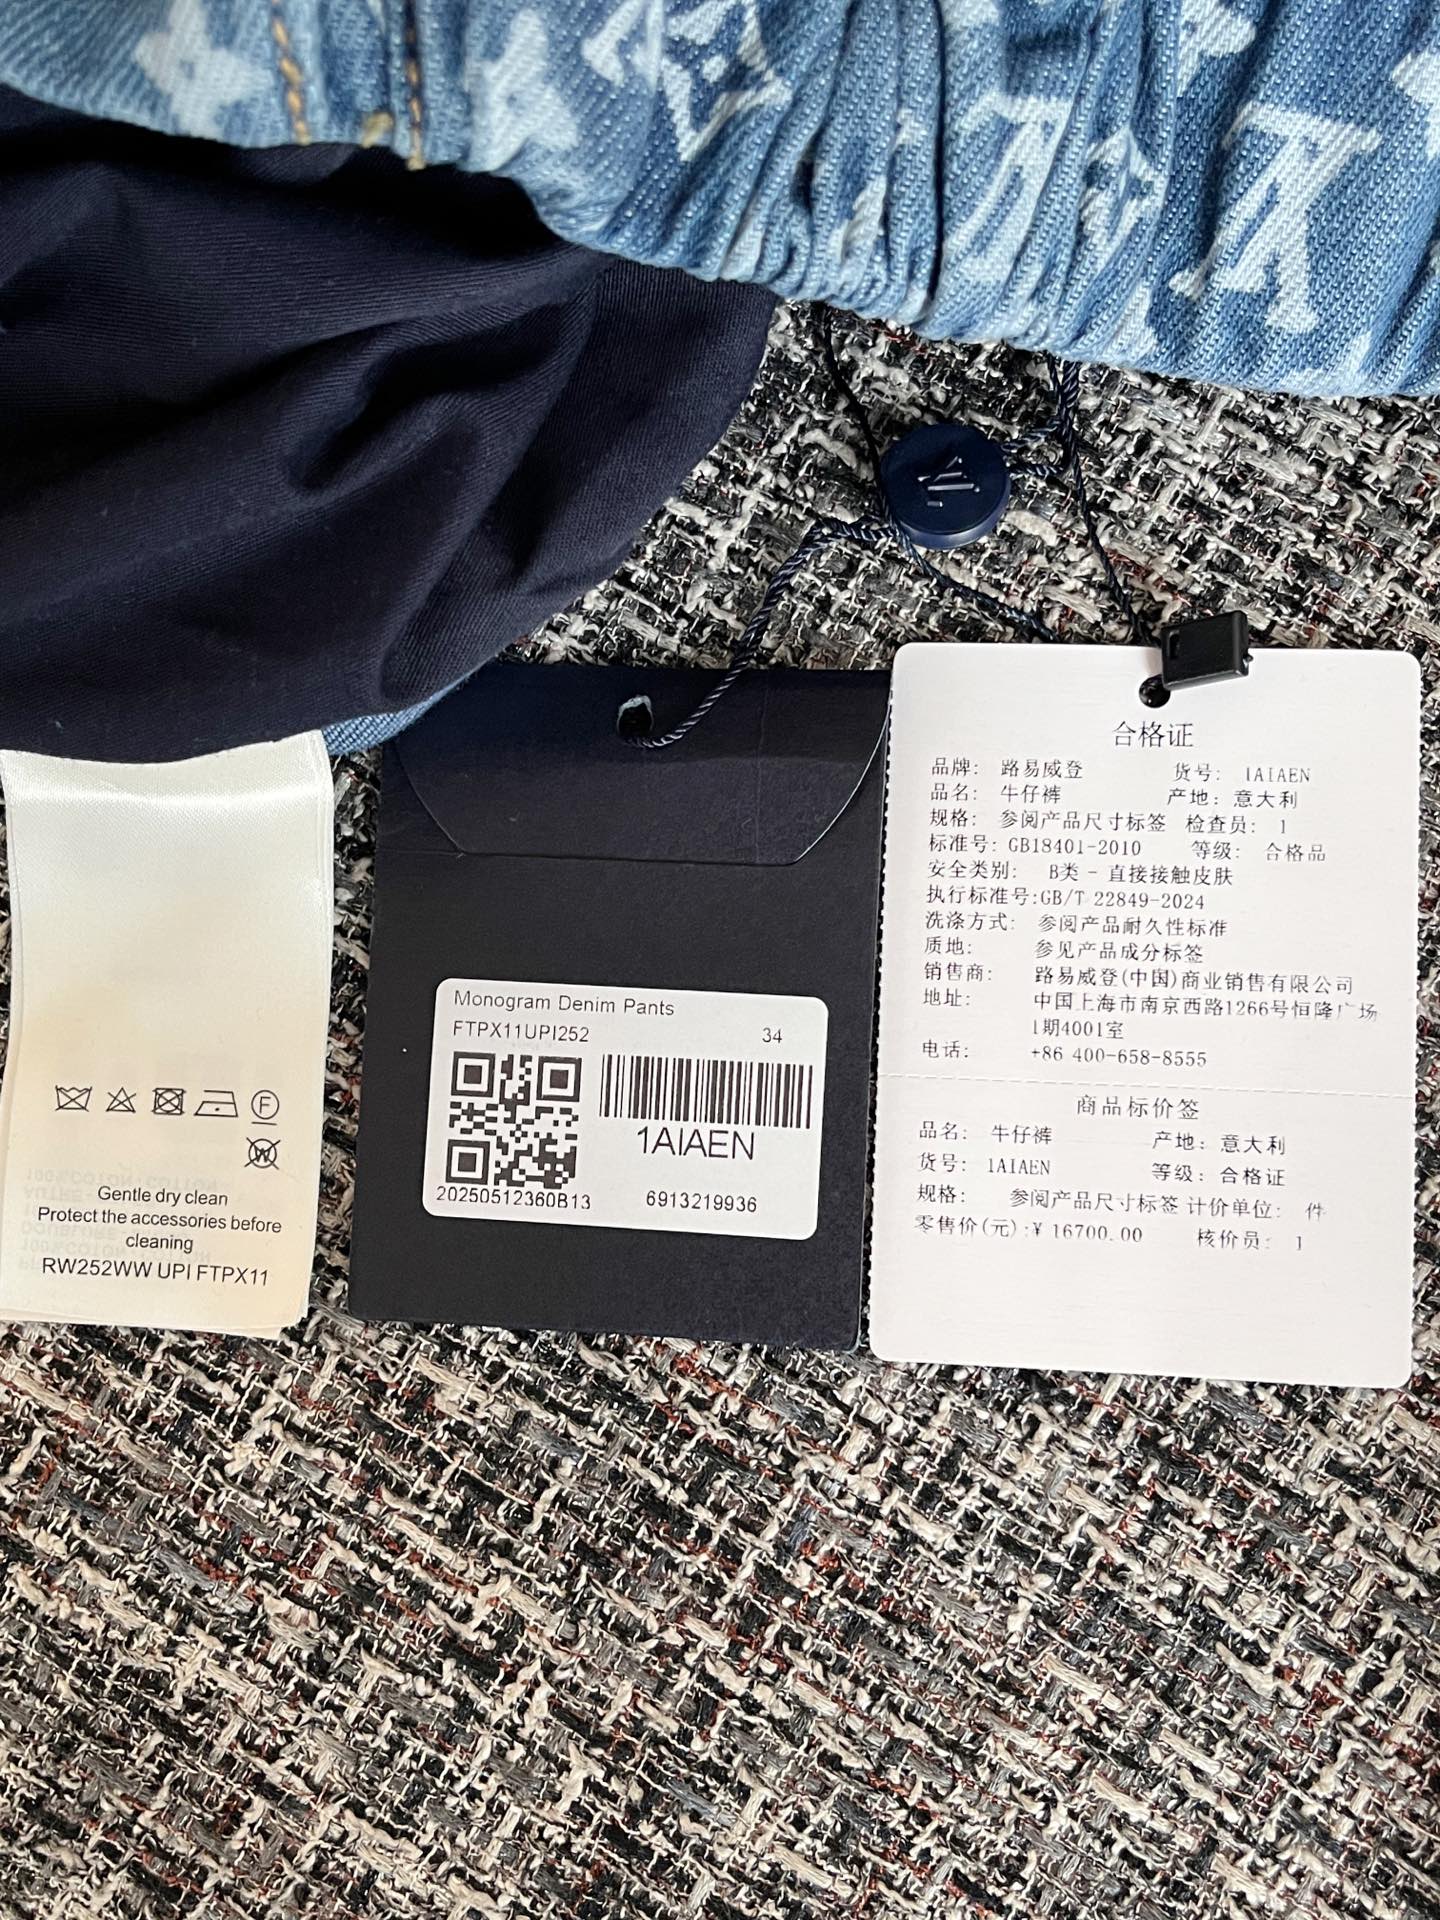 Gentle dry clean
Protect the accessories before
cleaning
RW252WW UPI FTPX11
Monogram Denim Pants
FTPX11UPI252 34
1AIAEN
20250512360B13 6913219936
合格证
品牌: 路易威登 货号: 1AIAEN
品名: 牛仔裤 产地: 意大利
规格: 参阅产品尺寸标签 检查员: 1
标准号: GB18401-2010 等级: 合格品
安全类别: B类 - 直接接触皮肤
执行标准号:GB/T 22849-2024
洗涤方式: 参阅产品耐久性标准
质地: 参见产品成分标签
销售商: 路易威登(中国)商业销售有限公司
地址: 中国上海市南京西路1266号恒隆广场
1期4001室
电话: +86 400-658-8555
商品标价签
品名: 牛仔裤 产地: 意大利
货号: 1AIAEN 等级: 合格证
规格: 参阅产品尺寸标签 计价单位: 件
零售价(元):¥ 16700.00 核价员: 1